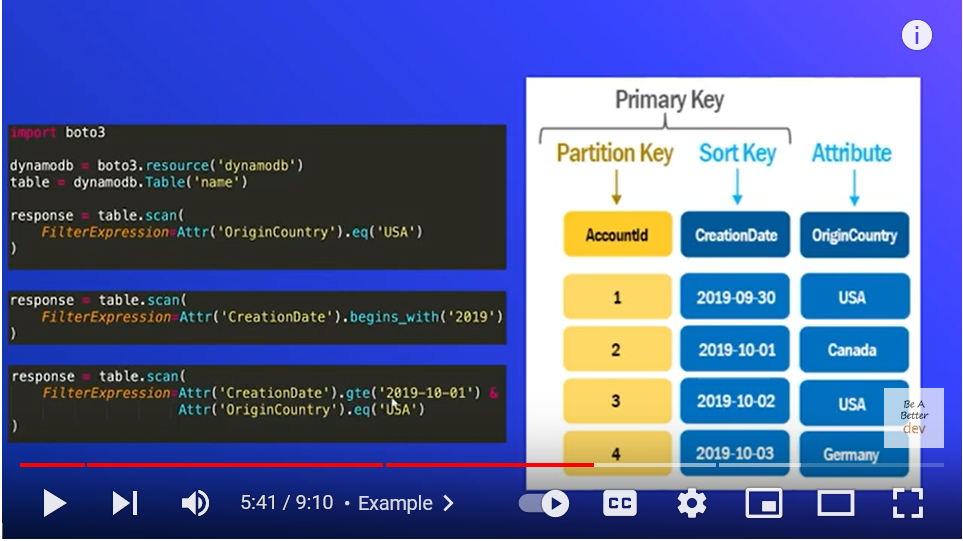 import boto3
dynamodb = boto3.resource('dynamodb')
table = dynamodb.Table('name')
response = table.scan(
FilterExpression=Attr('OriginCountry').eq('USA')
)
response = table.scan(
FilterExpression=Attr('CreationDate').begins_with('2019')
)
response = table.scan(
FilterExpression=Attr('CreationDate').gte('2019-10-01') &
Attr('OriginCountry').eq('USA')
)
Primary Key
Partition Key Sort Key Attribute
AccountId CreationDate OriginCountry
1 2019-09-30 USA
2 2019-10-01 Canada
3 2019-10-02 USA
4 2019-10-03 Germany
Be A
Better
dev
5:41 / 9:10 • Example
CC
i